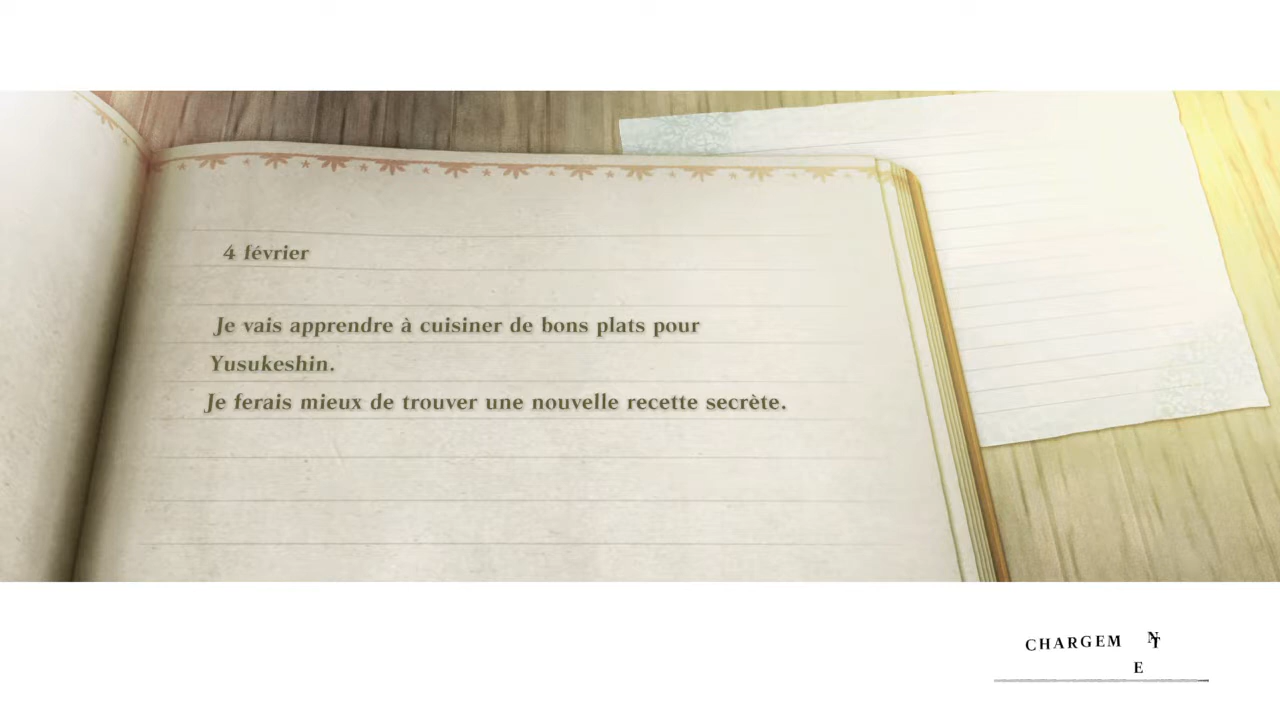 4 février
Je vais apprendre à cuisiner de bons plats pour
Yusukeshin.
Je ferais mieux de trouver une nouvelle recette secrète.
CHARGEMENT